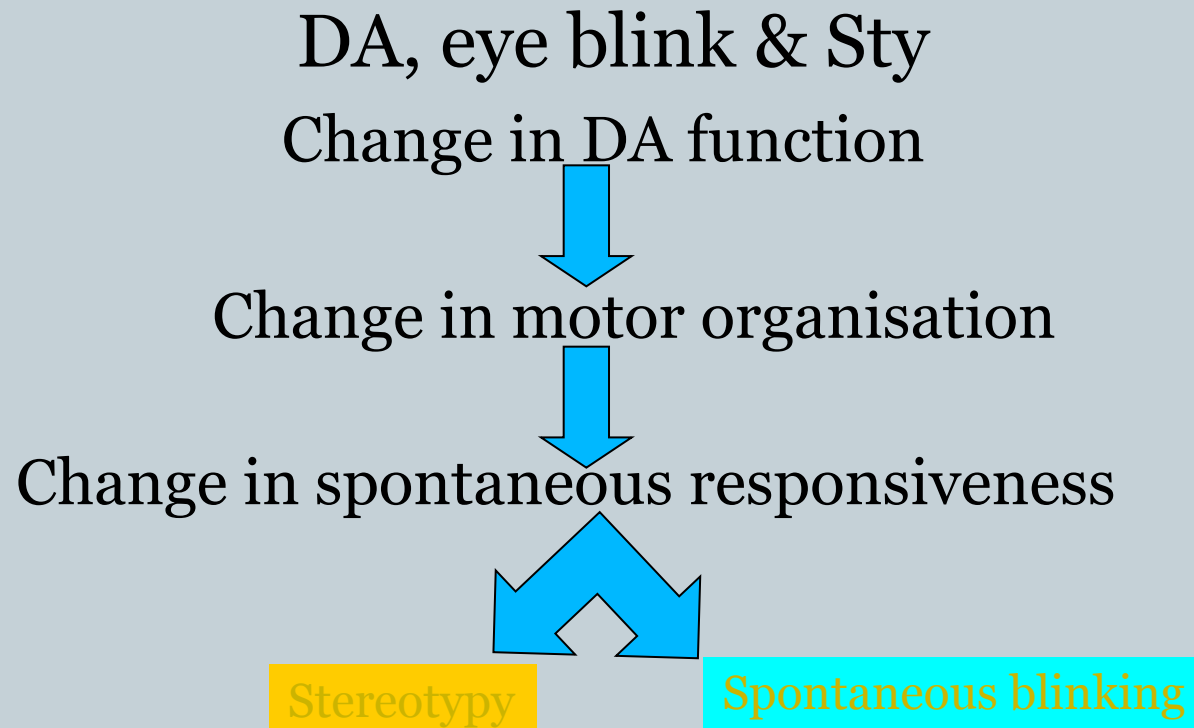 DA, eye blink & Sty
Change in DA function
Change in motor organisation
Change in spontaneous responsiveness
Stereotypy
Spontaneous blinking